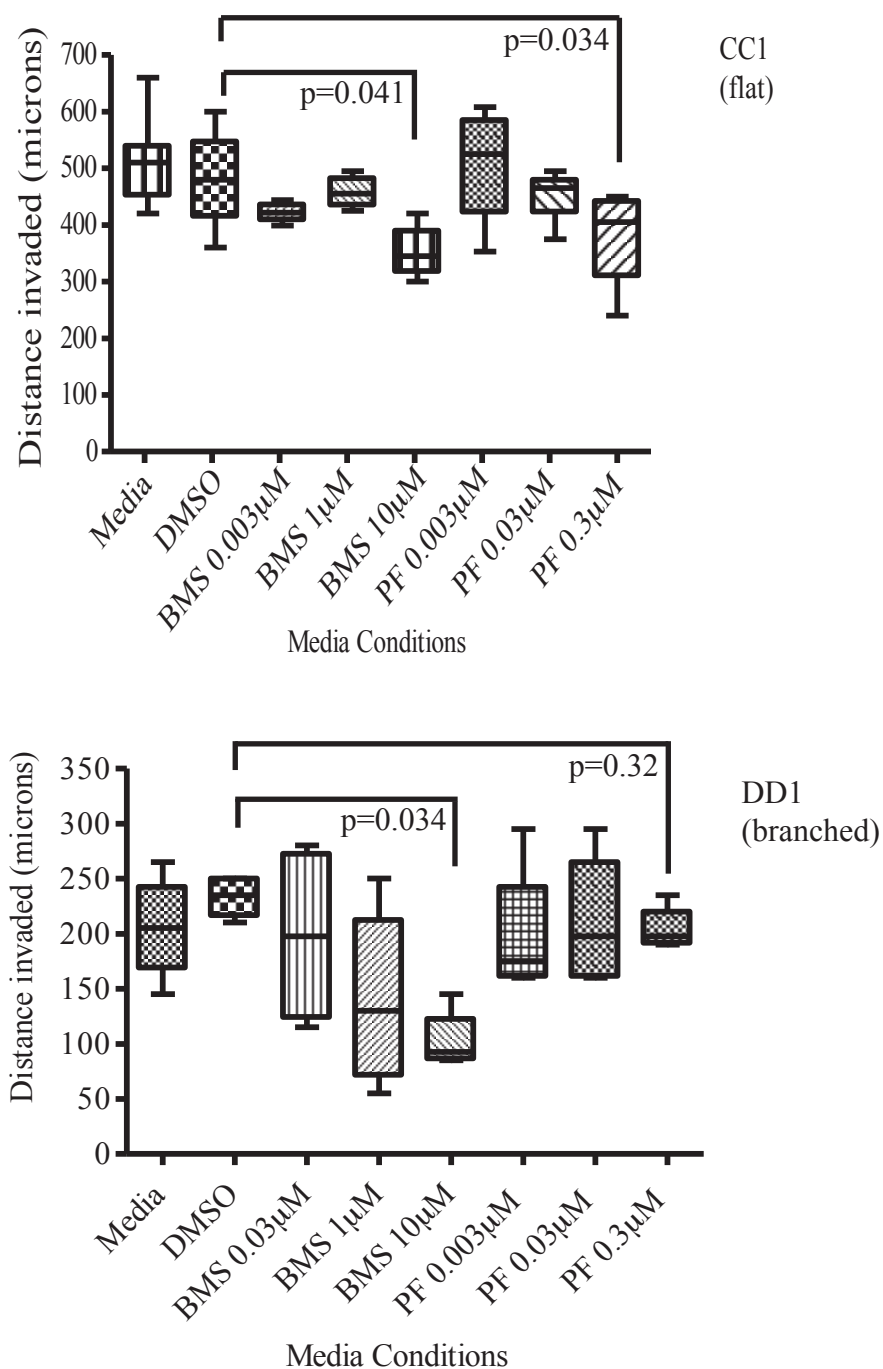 p=0.034
CC1
(flat)
p=0.041
Distance invaded (microns)
700
600
500
400
300
200
100
0
Media
DMSO
BMS 0.003μM
BMS 1μM
BMS 10μM
PF 0.003μM
PF 0.03μM
PF 0.3μM
Media Conditions
p=0.32
DD1
(branched)
p=0.034
Distance invaded (microns)
350
300
250
200
150
100
50
0
Media
DMSO
BMS 0.03μM
BMS 1μM
BMS 10μM
PF 0.003μM
PF 0.03μM
PF 0.3μM
Media Conditions